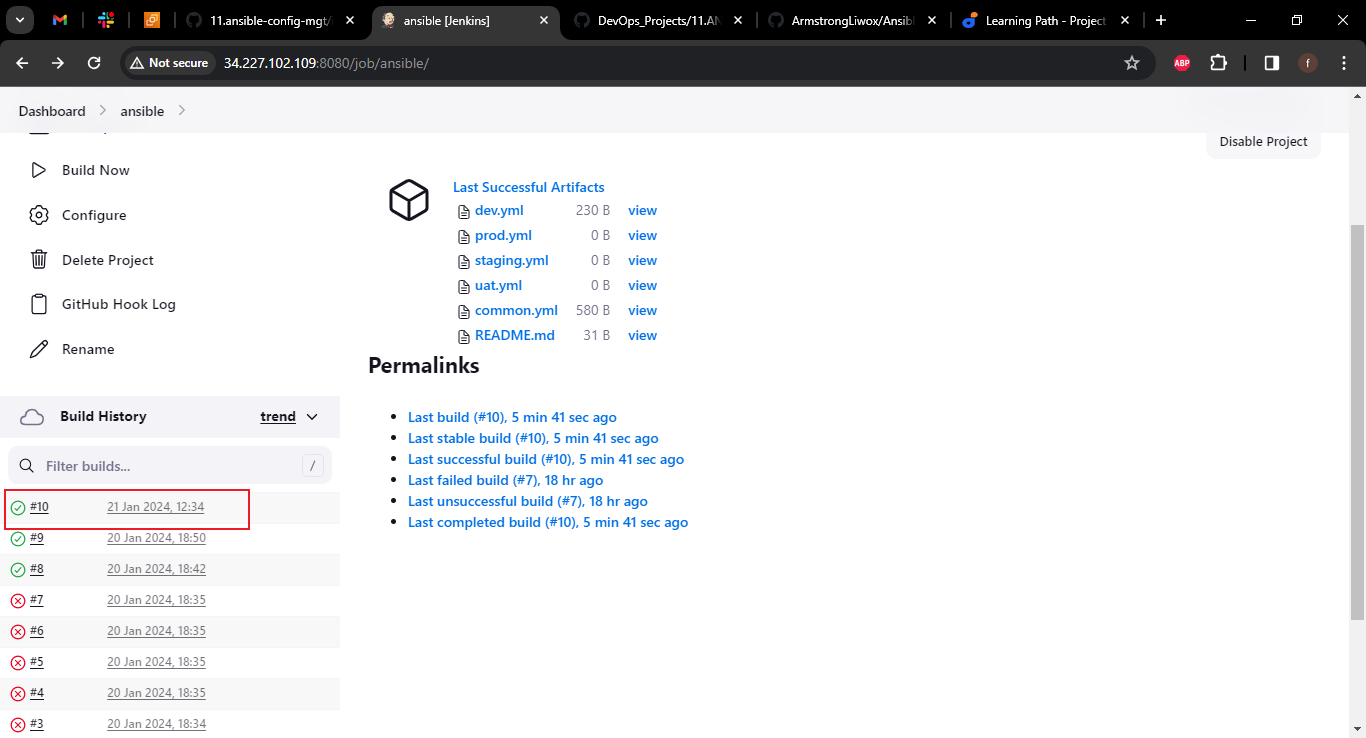 11.ansible-config-mgt/i
ansible [Jenkins]
DevOps_Projects/11.AN
ArmstrongLiwox/Ansibl
Learning Path - Project
Not secure
34.227.102.109:8080/job/ansible/
ABP
f
Dashboard
ansible
Disable Project
Build Now
Configure
Delete Project
GitHub Hook Log
Rename
Last Successful Artifacts
dev.yml 230 B view
prod.yml 0 B view
staging.yml 0 B view
uat.yml 0 B view
common.yml 580 B view
README.md 31 B view
Permalinks
Last build (#10), 5 min 41 sec ago
Last stable build (#10), 5 min 41 sec ago
Last successful build (#10), 5 min 41 sec ago
Last failed build (#7), 18 hr ago
Last unsuccessful build (#7), 18 hr ago
Last completed build (#10), 5 min 41 sec ago
Build History trend
Filter builds... /
#10 21 Jan 2024, 12:34
#9 20 Jan 2024, 18:50
#8 20 Jan 2024, 18:42
#7 20 Jan 2024, 18:35
#6 20 Jan 2024, 18:35
#5 20 Jan 2024, 18:35
#4 20 Jan 2024, 18:35
#3 20 Jan 2024, 18:34